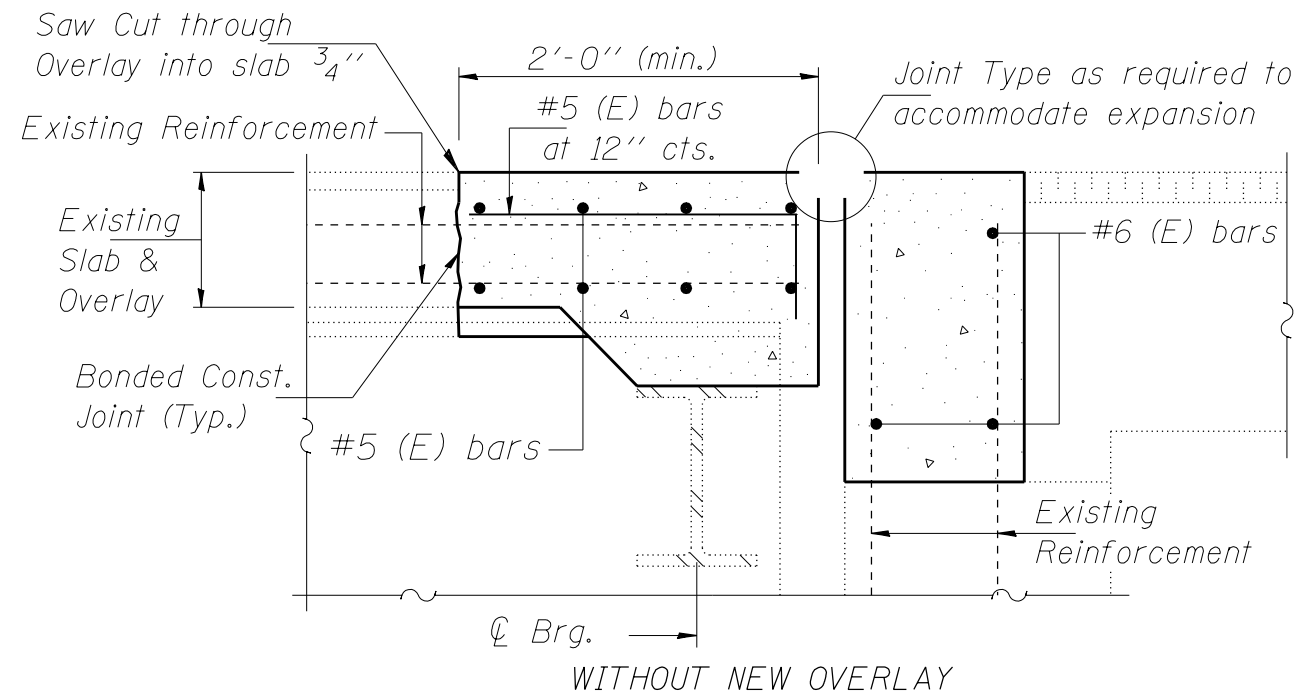 Saw Cut through
Overlay into slab 3/4''
2'-0'' (min.)
Joint Type as required to
accommodate expansion
#5 (E) bars
at 12'' cts.
Existing Reinforcement
Existing
Slab &
Overlay
#6 (E) bars
Bonded Const.
Joint (Typ.)
#5 (E) bars
Existing
Reinforcement
℄ Brg.
WITHOUT NEW OVERLAY